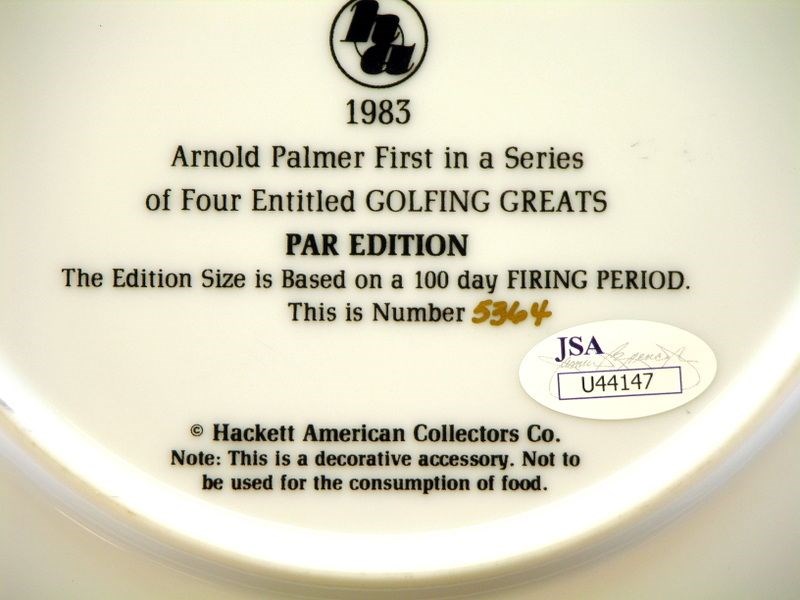 ha
1983
Arnold Palmer First in a Series
of Four Entitled GOLFING GREATS
PAR EDITION
The Edition Size is Based on a 100 day FIRING PERIOD.
This is Number 5364
JSA
U44147
© Hackett American Collectors Co.
Note: This is a decorative accessory. Not to
be used for the consumption of food.